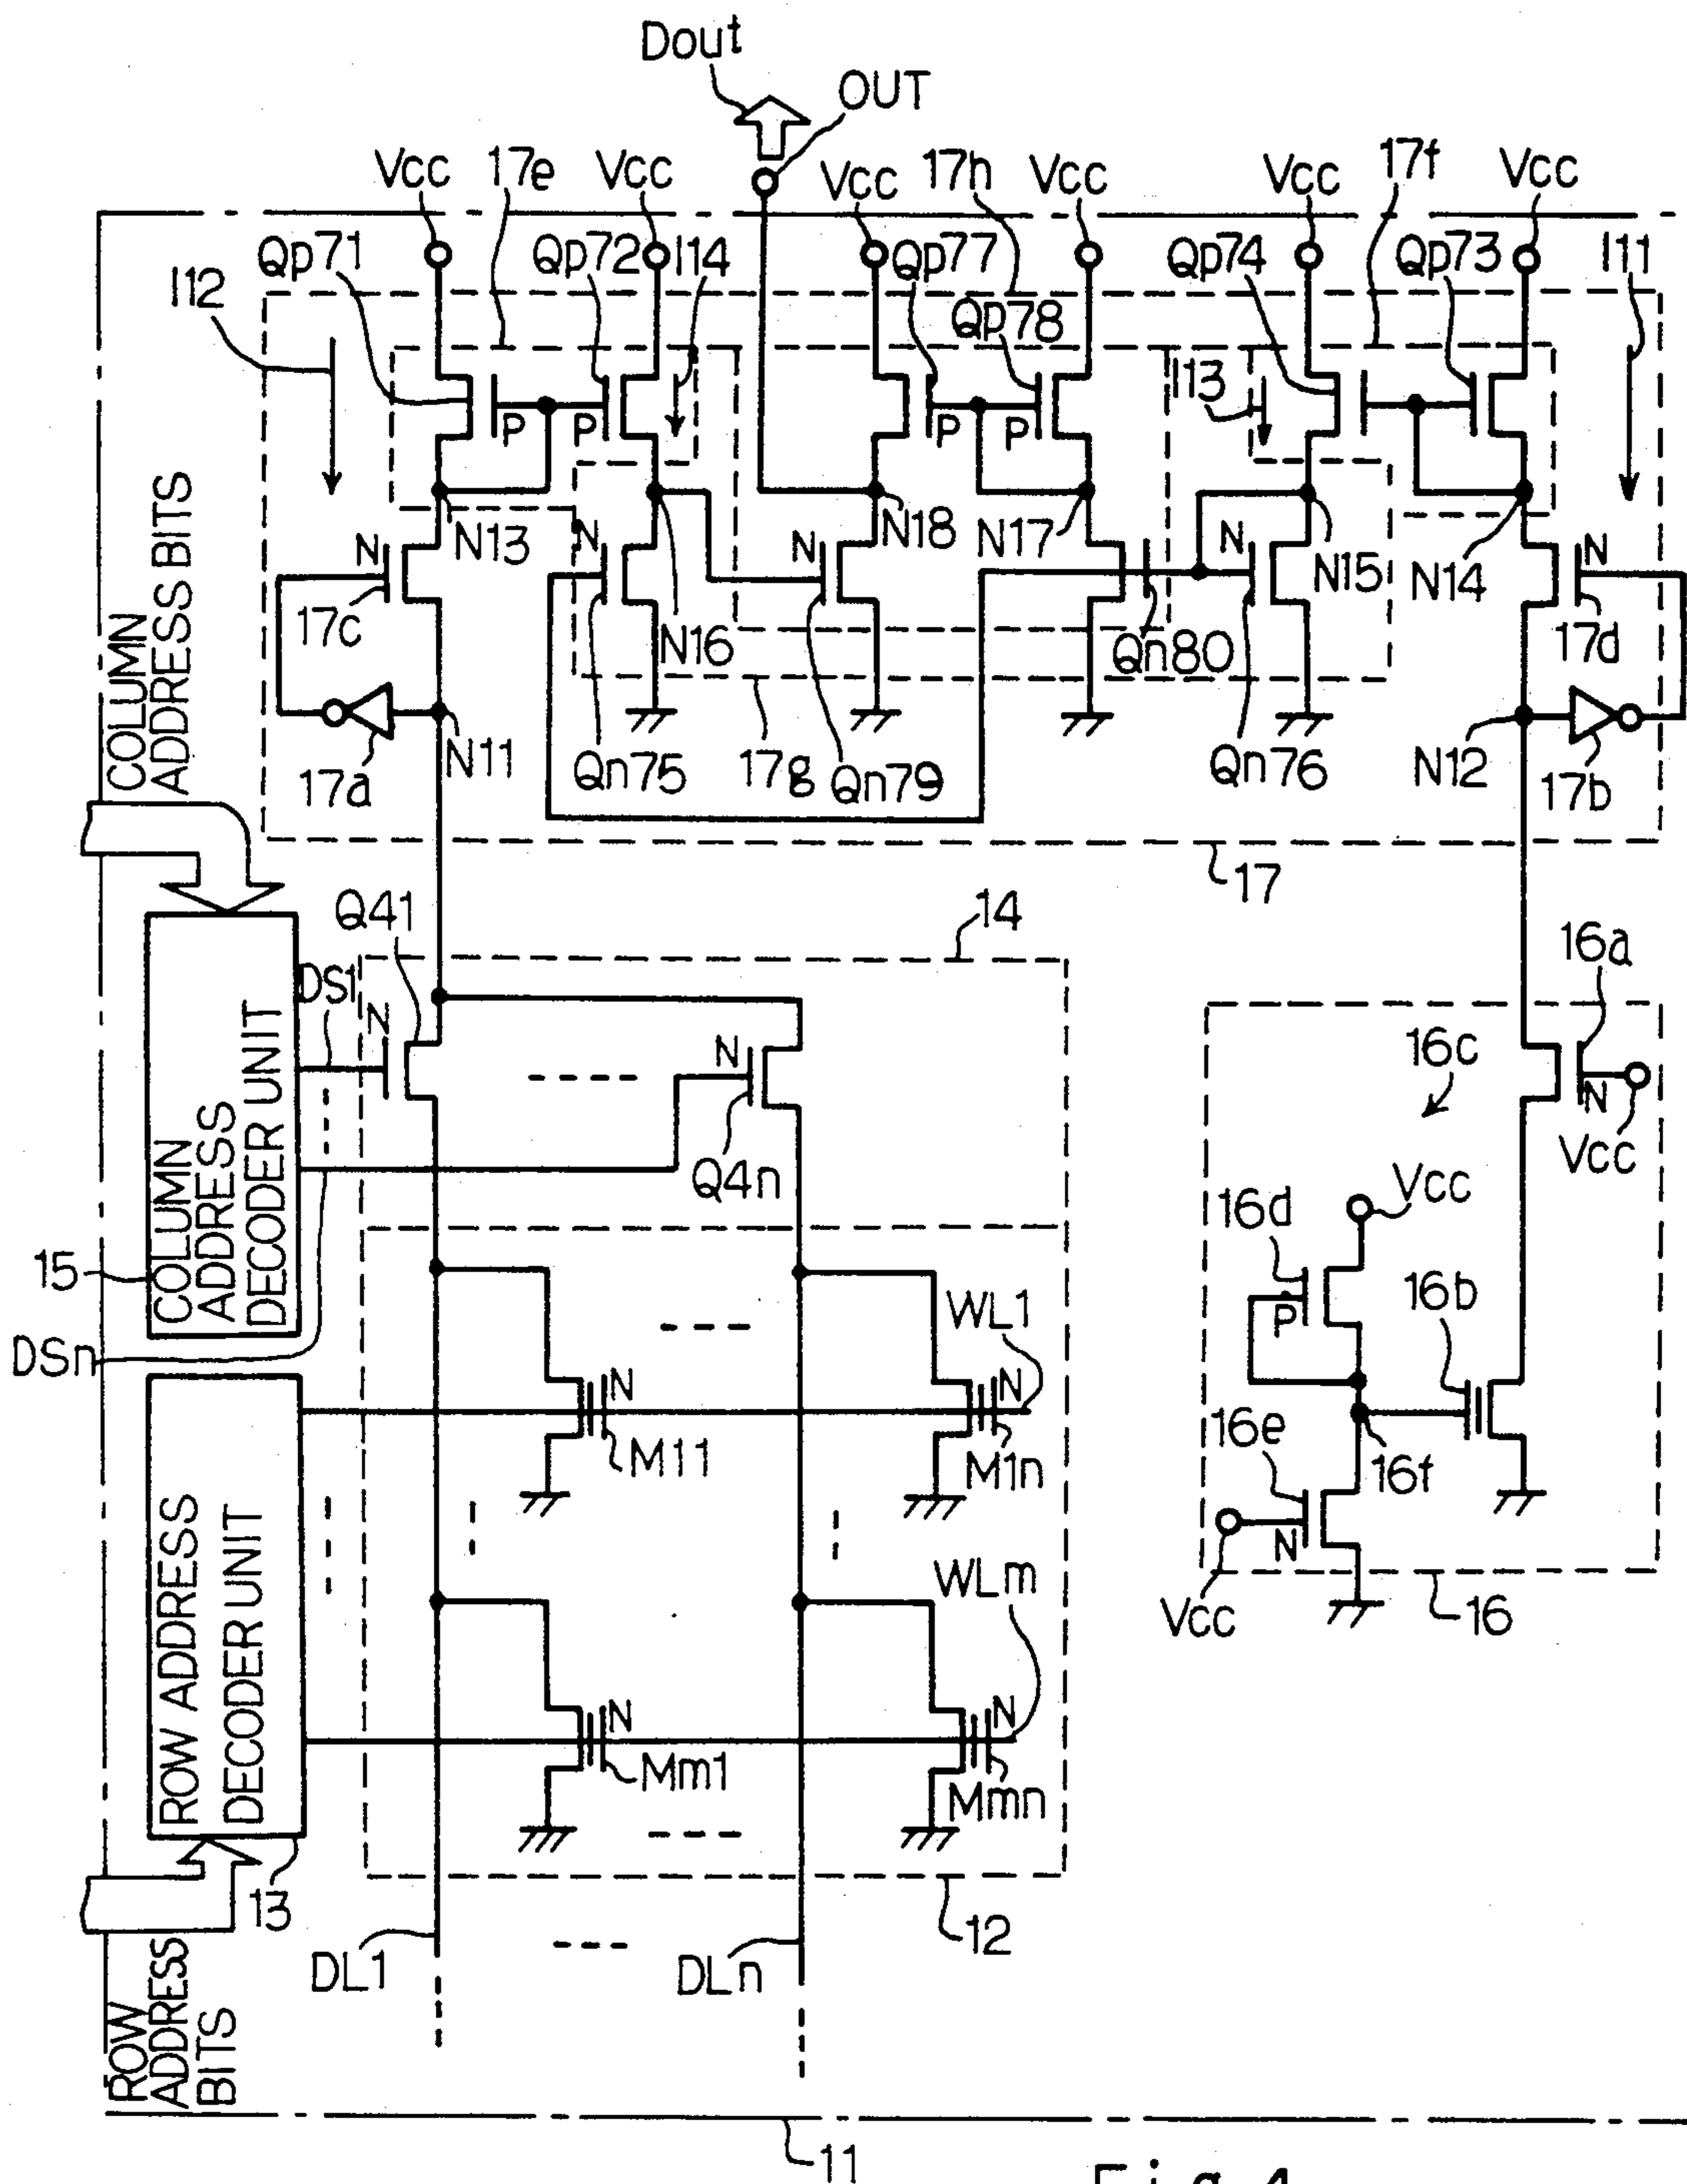 Dout
OUT
Vcc
17e
Vcc
Vcc
17h
Vcc
Vcc
17f
Vcc
I12
Qp71
Qp72
I14
Qp77
Qp78
Qp74
Qp73
I11
I13
P
P
P
P
N
N13
N
N
N18
N17
N
N15
N14
N
17c
N16
Qn80
17d
17a
N11
Qn75
17g
Qn79
Qn76
N12
17b
COLUMN
ADDRESS BITS
17
Q41
14
16a
DS1
N
N
16c
N
Vcc
COLUMN
ADDRESS
DECODER UNIT
Q4n
Vcc
16d
15
16b
P
DSn
WL1
N
N
M11
M1n
16e
16f
N
Vcc
16
ROW ADDRESS
DECODER UNIT
WLm
N
N
Mm1
Mmn
13
12
DL1
DLn
ROW
ADDRESS
BITS
11